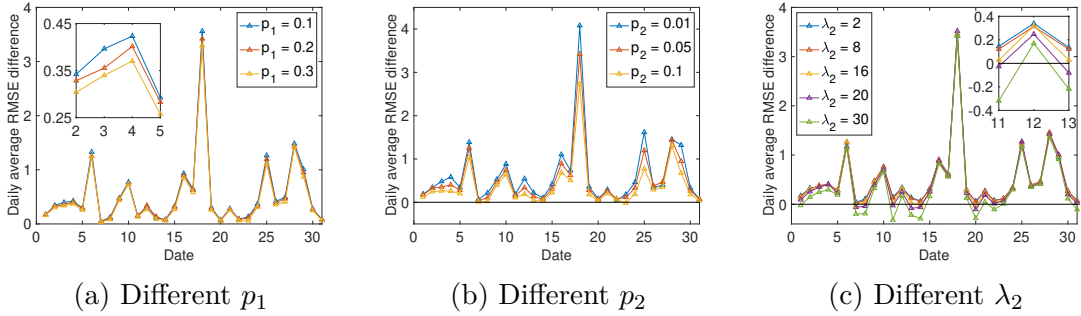 Daily average RMSE difference
4
3
2
1
0
0.45
0.35
0.25
2 3 4 5
p1 = 0.1
p1 = 0.2
p1 = 0.3
0 5 10 15 20 25 30
Date
(a) Different p1
Daily average RMSE difference
4
3
2
1
0
p2 = 0.01
p2 = 0.05
p2 = 0.1
0 5 10 15 20 25 30
Date
(b) Different p2
Daily average RMSE difference
4
3
2
1
0
λ2 = 2
λ2 = 8
λ2 = 16
λ2 = 20
λ2 = 30
0.4
0.2
0
-0.2
-0.4
11 12 13
0 5 10 15 20 25 30
Date
(c) Different λ2